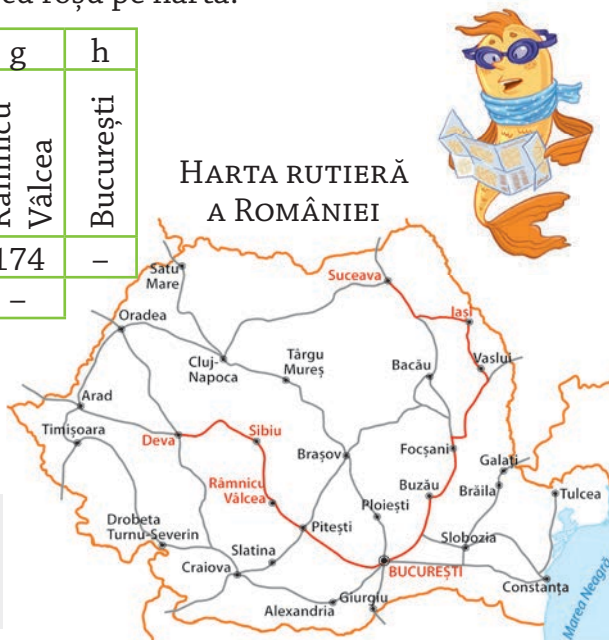 cu roșu pe hartă.
g
h
Râmnicu
Vâlcea
București
174
–
–
HARTA RUTIERĂ
A ROMÂNIEI
Satu
Mare
Suceava
Oradea
Iași
Cluj-
Napoca
Târgu
Mureș
Bacău
Vaslui
Arad
Timișoara
Deva
Sibiu
Brașov
Focșani
Galați
Râmnicu
Vâlcea
Buzău
Brăila
Tulcea
Ploiești
Drobeta
Turnu-Severin
Pitești
Slobozia
Slatina
Craiova
BUCUREȘTI
Constanța
Alexandria
Giurgiu
Marea Neagră